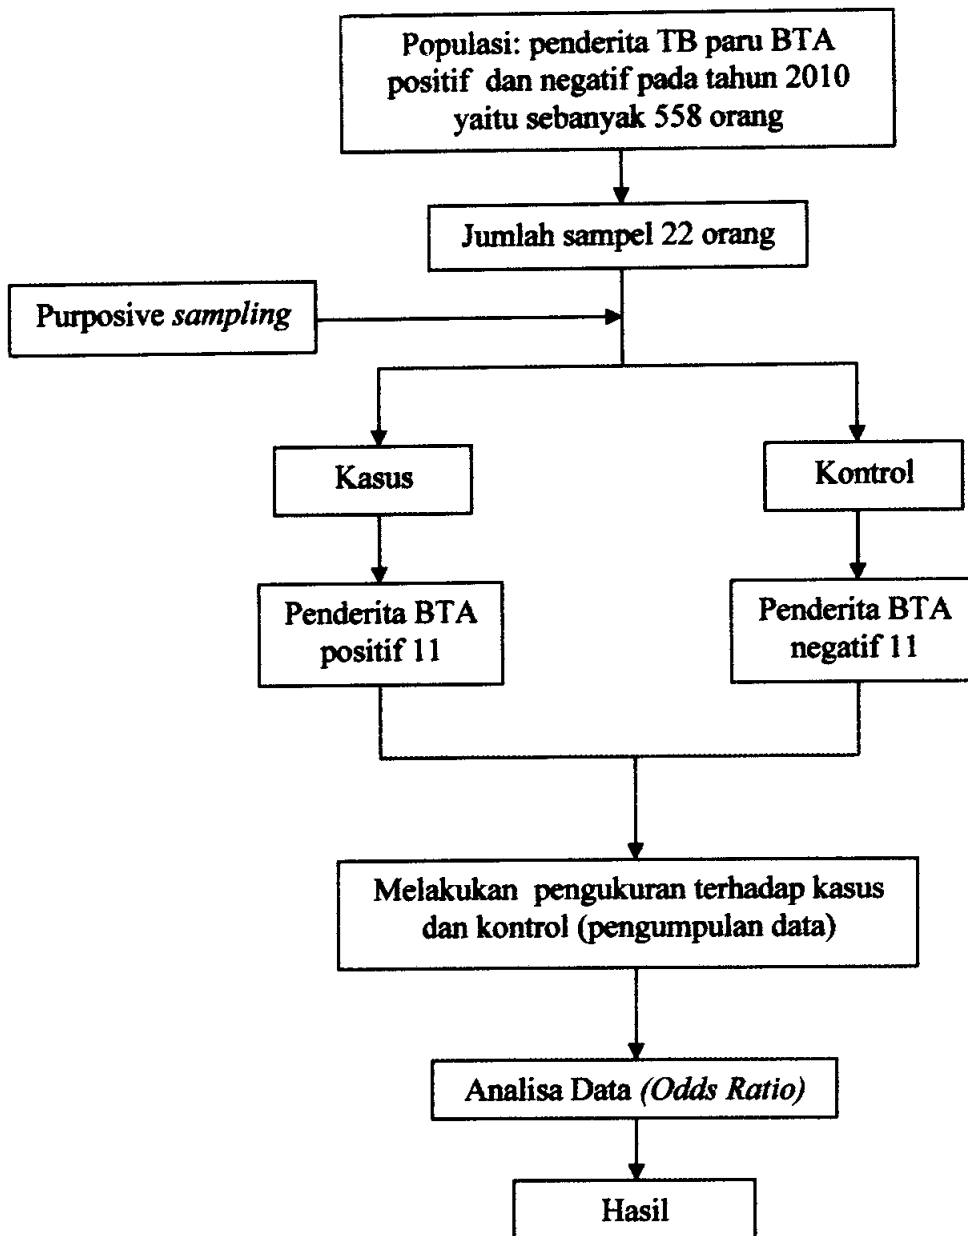 Populasi: penderita TB paru BTA
positif dan negatif pada tahun 2010
yaitu sebanyak 558 orang
Jumlah sampel 22 orang
Purposive sampling
Kasus
Kontrol
Penderita BTA
positif 11
Penderita BTA
negatif 11
Melakukan pengukuran terhadap kasus
dan kontrol (pengumpulan data)
Analisa Data (Odds Ratio)
Hasil